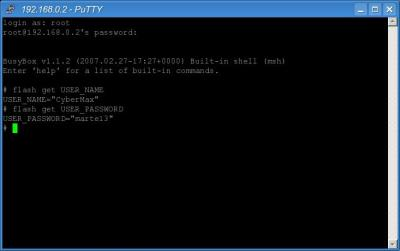 192.168.0.2 - PuTTY
login as: root
root@192.168.0.2's password:
BusyBox v1.1.2 (2007.02.27-17:27+0000) Built-in shell (msh)
Enter 'help' for a list of built-in commands.
# flash get USER_NAME
USER_NAME="CyberMax"
# flash get USER_PASSWORD
USER_PASSWORD="marte13"
#